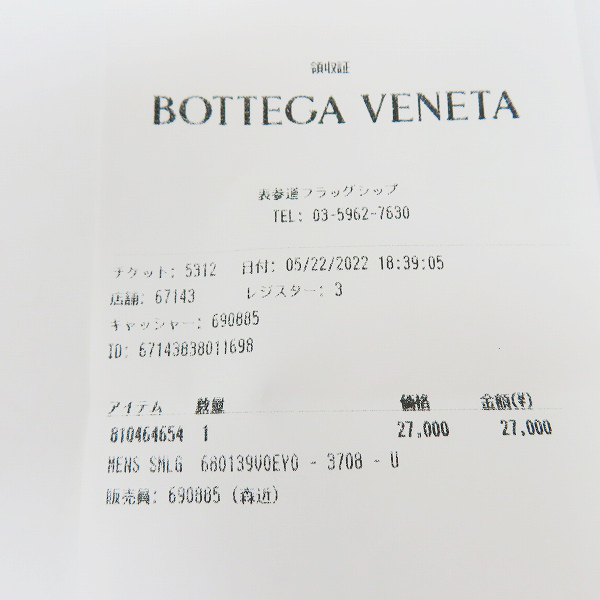 領収証
BOTTEGA VENETA
表参道フラッグシップ
TEL: 03-5962-7630
チケット: 5312 日付: 05/22/2022 18:39:05
店舗: 67143 レジスター: 3
キャッシャー: 690885
ID: 67143838011698
アイテム 数量 価格 金額(¥)
810464654 1 27,000 27,000
MENS SMLG 680139V0EY0 - 3708 - U
販売員: 690885 (森近)